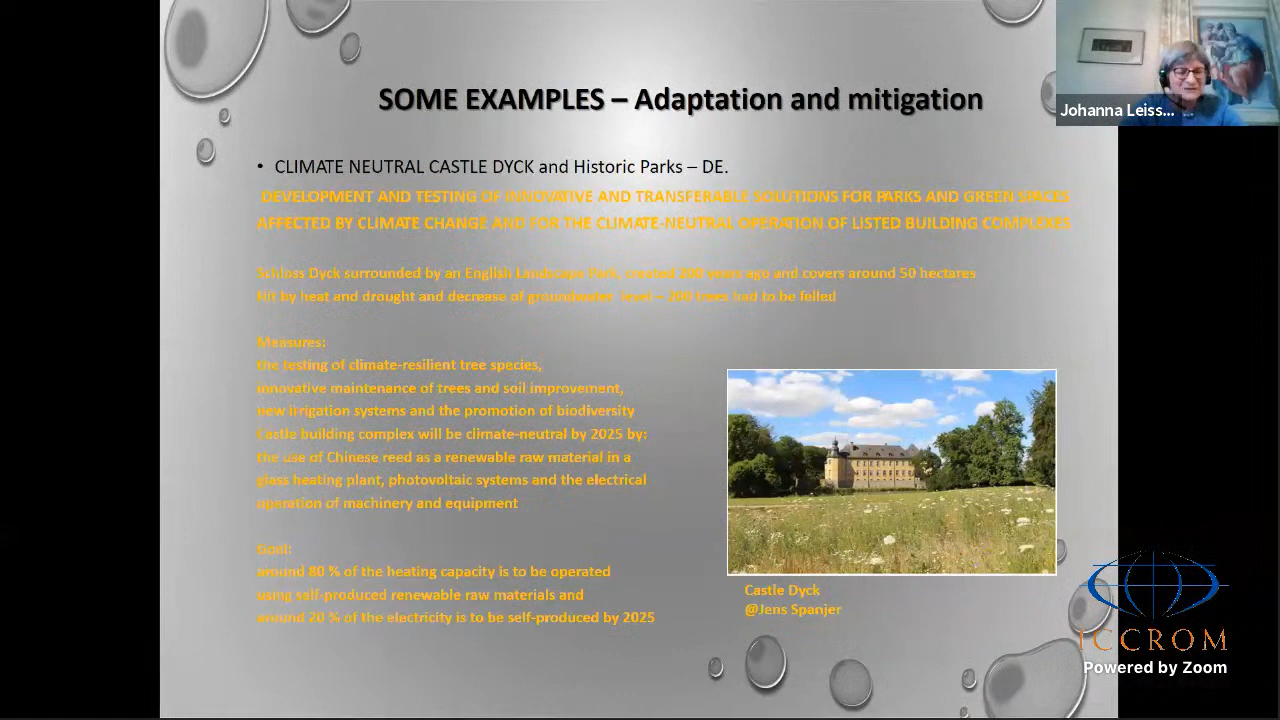 SOME EXAMPLES – Adaptation and mitigation
Johanna Leiss...
• CLIMATE NEUTRAL CASTLE DYCK and Historic Parks – DE.
DEVELOPMENT AND TESTING OF INNOVATIVE AND TRANSFERABLE SOLUTIONS FOR PARKS AND GREEN SPACES
AFFECTED BY CLIMATE CHANGE AND FOR THE CLIMATE-NEUTRAL OPERATION OF LISTED BUILDING COMPLEXES
Schloss Dyck surrounded by an English Landscape Park, created 200 years ago and covers around 50 hectares
Hit by heat and drought and decrease of groundwater level – 200 trees had to be felled
Measures:
the testing of climate-resilient tree species,
innovative maintenance of trees and soil improvement,
new irrigation systems and the promotion of biodiversity
Castle building complex will be climate-neutral by 2025 by:
the use of Chinese reed as a renewable raw material in a
glass heating plant, photovoltaic systems and the electrical
operation of machinery and equipment
Goal:
around 80 % of the heating capacity is to be operated
using self-produced renewable raw materials and
around 20 % of the electricity is to be self-produced by 2025
Castle Dyck
@Jens Spanjer
ICCROM
Powered by Zoom